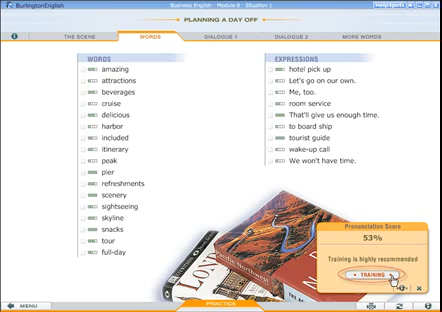 BurlingtonEnglish
Business English - Module 9 - Situation 1
HelpSpots
PLANNING A DAY OFF
THE SCENE
WORDS
DIALOGUE 1
DIALOGUE 2
MORE WORDS
WORDS
amazing
attractions
beverages
cruise
delicious
harbor
included
itinerary
peak
pier
refreshments
scenery
sightseeing
skyline
snacks
tour
full-day
EXPRESSIONS
hotel pick up
Let's go on our own.
Me, too.
room service
That'll give us enough time.
to board ship
tourist guide
wake-up call
We won't have time.
Pacific Northwest
Pronunciation Score
53%
Training is highly recommended
TRAINING
MENU
PRACTICE